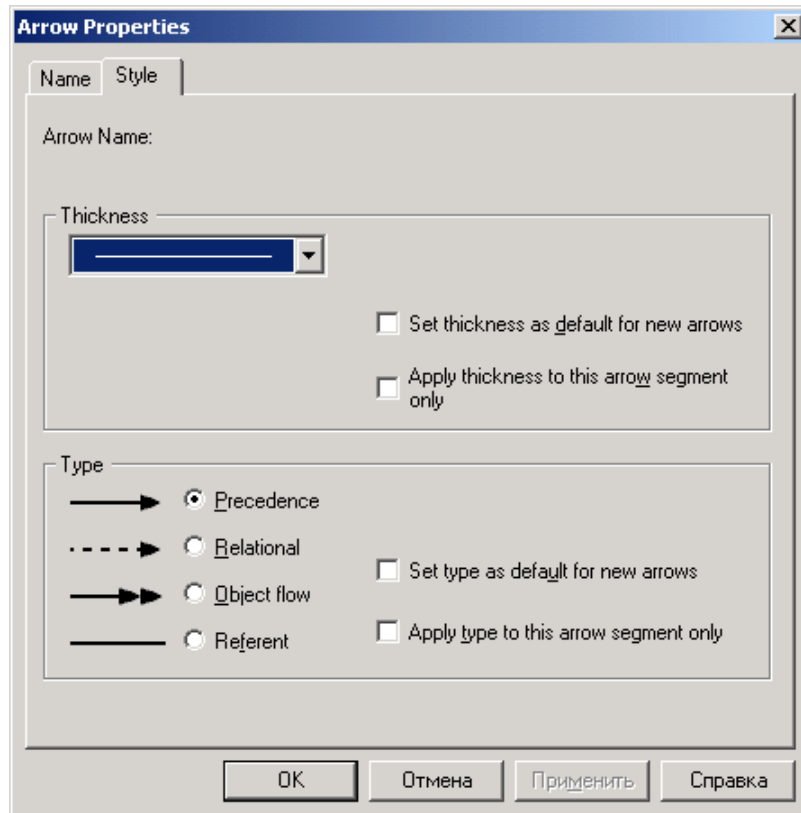 Arrow Properties
Name Style
Arrow Name:
Thickness
Set thickness as default for new arrows
Apply thickness to this arrow segment
only
Type
Precedence
Relational
Object flow
Referent
Set type as default for new arrows
Apply type to this arrow segment only
OK Отмена Применить Справка